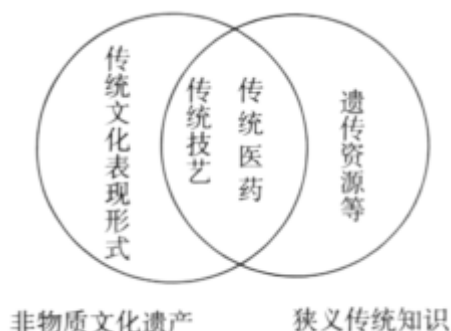 传统文化表现形式
传统技艺
传统医药
遗传资源等
非物质文化遗产
狭义传统知识